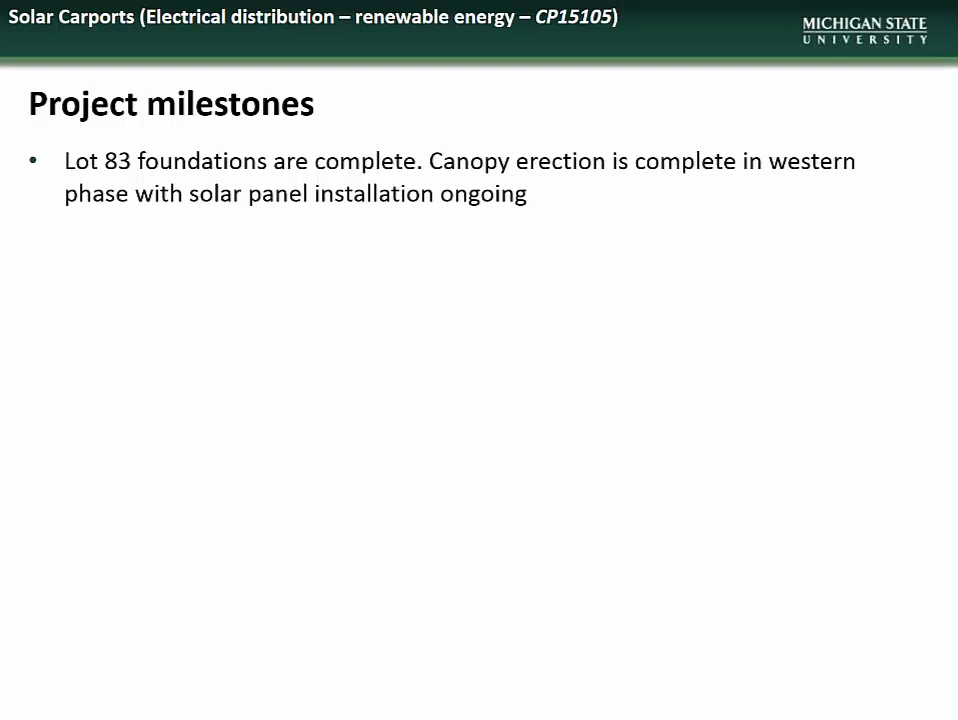 Solar Carports (Electrical distribution – renewable energy – CP15105)
MICHIGAN STATE
UNIVERSITY
Project milestones
• Lot 83 foundations are complete. Canopy erection is complete in western
phase with solar panel installation ongoing